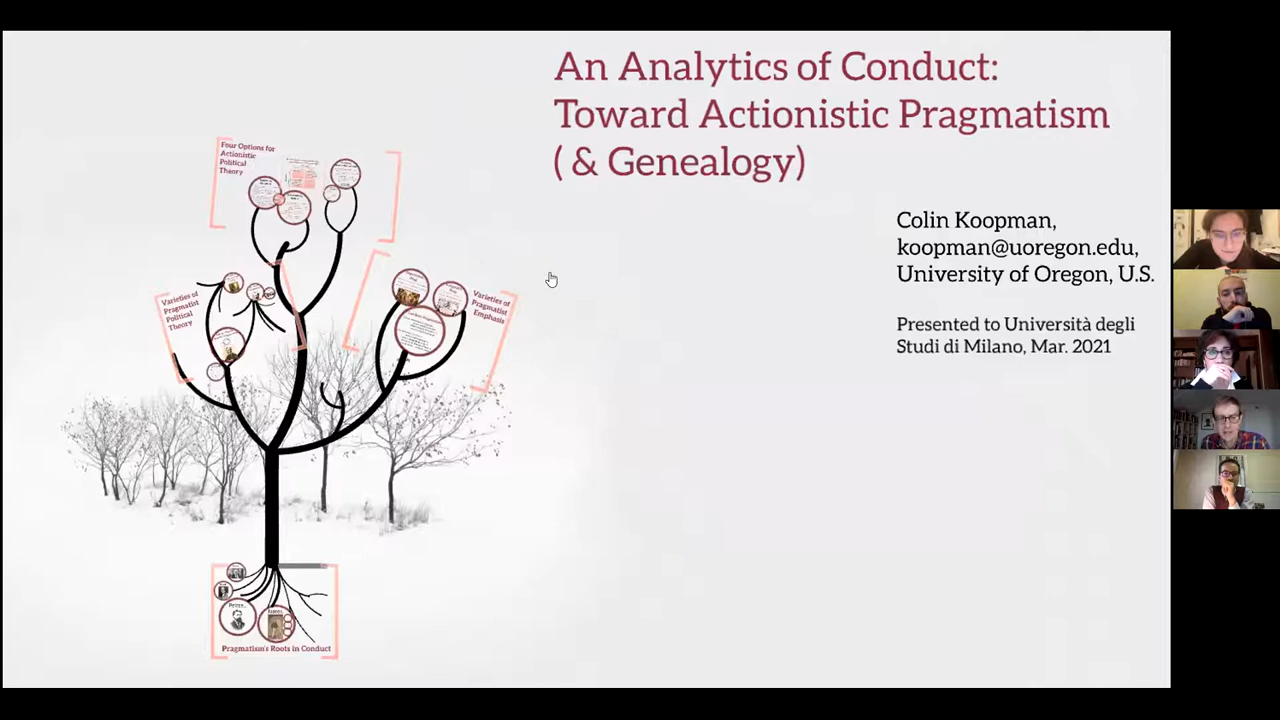 An Analytics of Conduct:
Toward Actionistic Pragmatism
( & Genealogy)
Colin Koopman,
koopman@uoregon.edu,
University of Oregon, U.S.
Presented to Università degli
Studi di Milano, Mar. 2021
Four Options for
Actionistic
Political
Theory
Varieties of
Pragmatist
Political
Theory
Varieties of
Pragmatist
Emphasis
Peirce
Pragmatism's Roots in Conduct